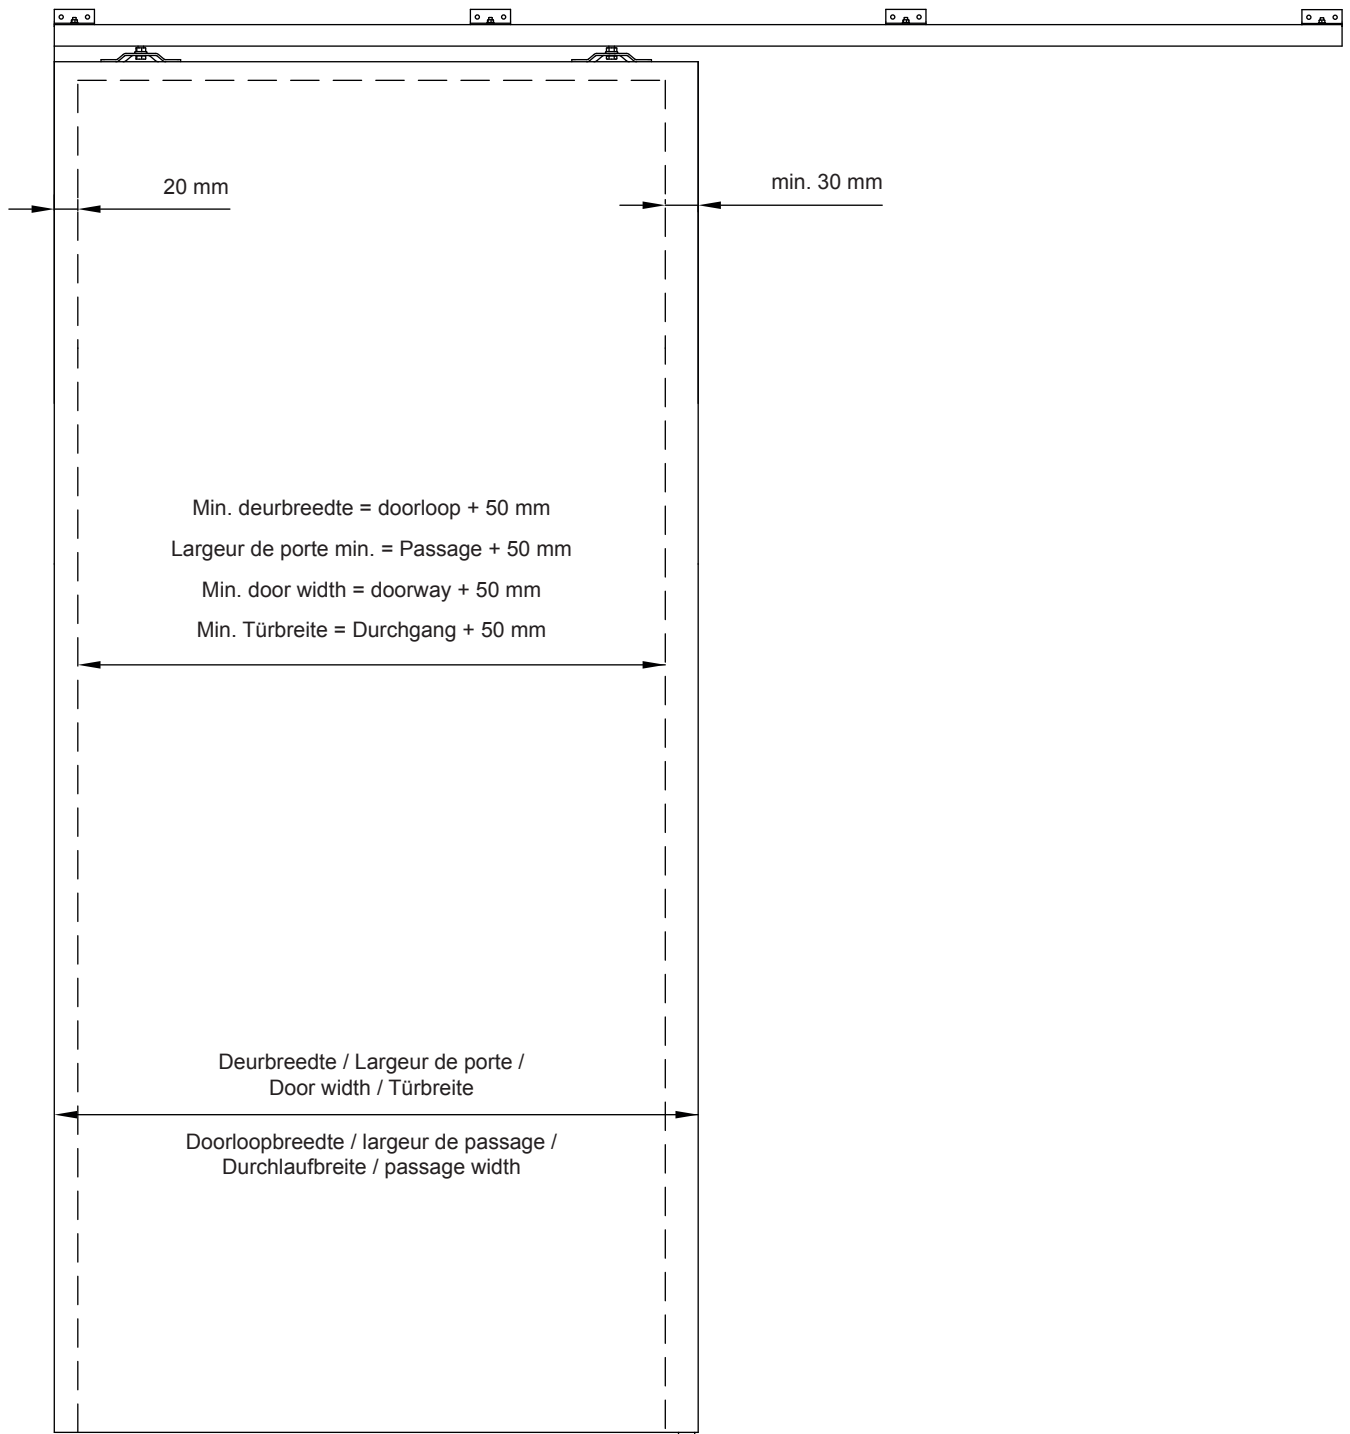 20 mm
min. 30 mm
Min. deurbreedte = doorloop + 50 mm
Largeur de porte min. = Passage + 50 mm
Min. door width = doorway + 50 mm
Min. Türbreite = Durchgang + 50 mm
Deurbreedte / Largeur de porte /
Door width / Türbreite
Doorloopbreedte / largeur de passage /
Durchlaufbreite / passage width